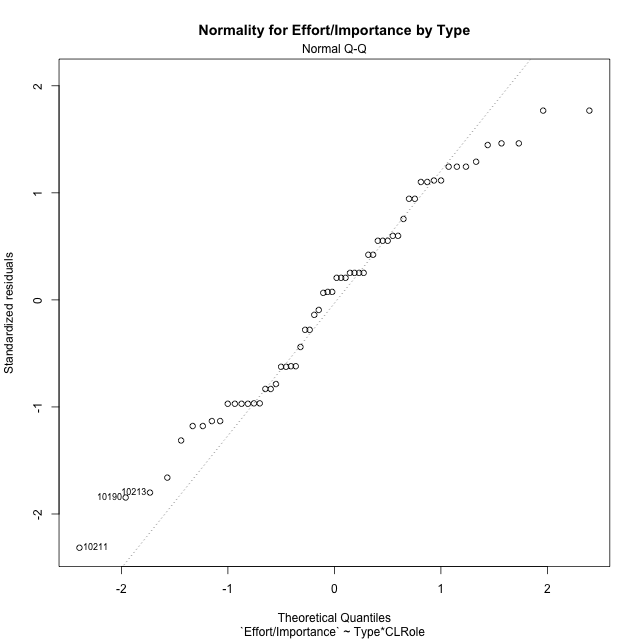 Normality for Effort/Importance by Type
Normal Q-Q
2
1
0
-1
-2
Standardized residuals
10213
10190
10211
-2 -1 0 1 2
Theoretical Quantiles
`Effort/Importance` ~ Type*CLRole